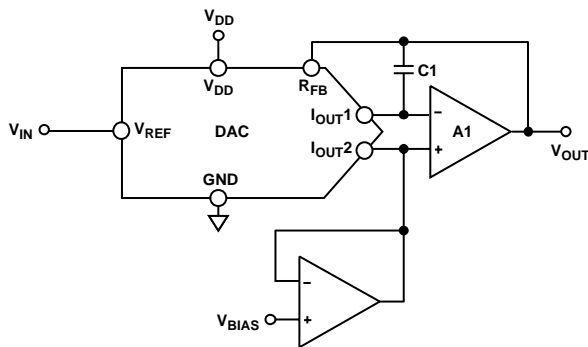 VDD
VDD
RFB
C1
IOUT1
VIN
VREF
DAC
A1
IOUT2
VOUT
GND
VBIAS